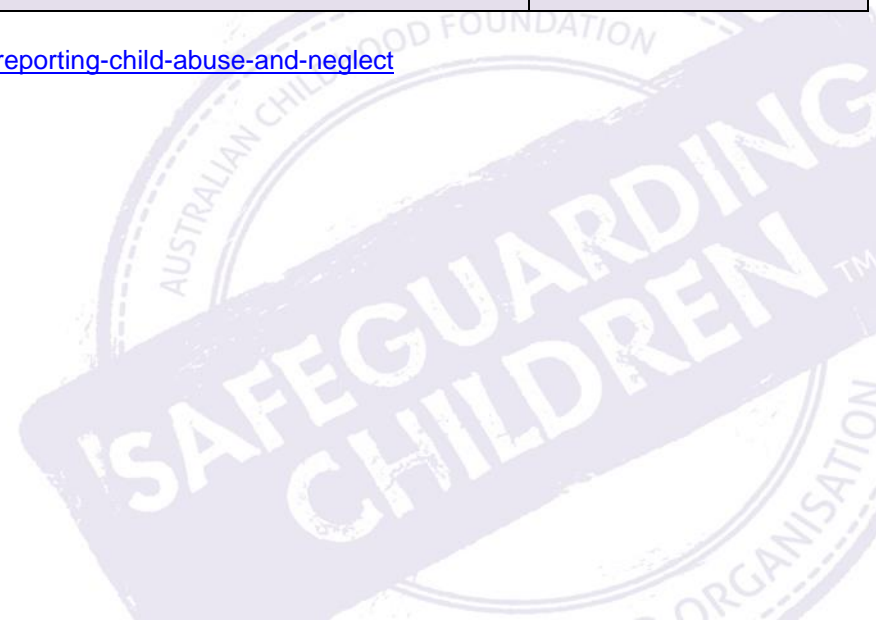 reporting-child-abuse-and-neglect
AUSTRALIAN CHILDHOOD FOUNDATION
SAFEGUARDING
CHILDREN TM
ORGANISATION